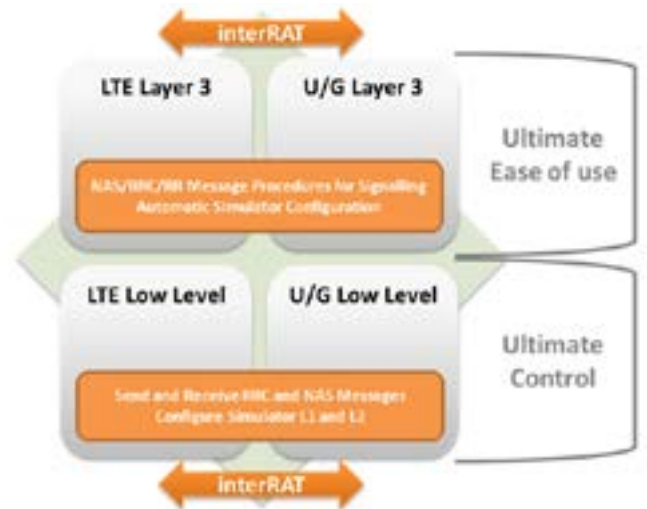 interRAT
LTE Layer 3
U/G Layer 3
NAS/RRC/RR Message Procedures for Signalling
Automatic Simulator Configuration
Ultimate
Ease of use
LTE Low Level
U/G Low Level
Send and Receive RRC and NAS Messages
Configure Simulator L1 and L2
Ultimate
Control
interRAT